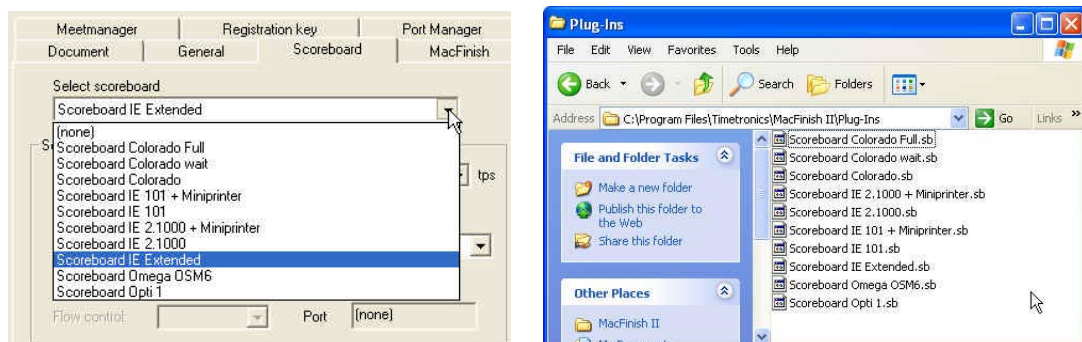 Meetmanager Registration key Port Manager
Document General Scoreboard MacFinish
Select scoreboard
Scoreboard IE Extended
(none)
Scoreboard Colorado Full
Scoreboard Colorado wait
Scoreboard Colorado
Scoreboard IE 101 + Miniprinter
Scoreboard IE 101
Scoreboard IE 2.1000 + Miniprinter
Scoreboard IE 2.1000
Scoreboard IE Extended
Scoreboard Omega OSM6
Scoreboard Opti 1
tps
Flow control: Port (none)
Plug-Ins
File Edit View Favorites Tools Help
Back Search Folders
Address C:\Program Files\Timetronics\MacFinish II\Plug-Ins Go Links »
File and Folder Tasks
Make a new folder
Publish this folder to
the Web
Share this folder
Other Places
MacFinish II
Scoreboard Colorado Full.sb
Scoreboard Colorado wait.sb
Scoreboard Colorado.sb
Scoreboard IE 2.1000 + Miniprinter.sb
Scoreboard IE 2.1000.sb
Scoreboard IE 101 + Miniprinter.sb
Scoreboard IE 101.sb
Scoreboard IE Extended.sb
Scoreboard Omega OSM6.sb
Scoreboard Opti 1.sb